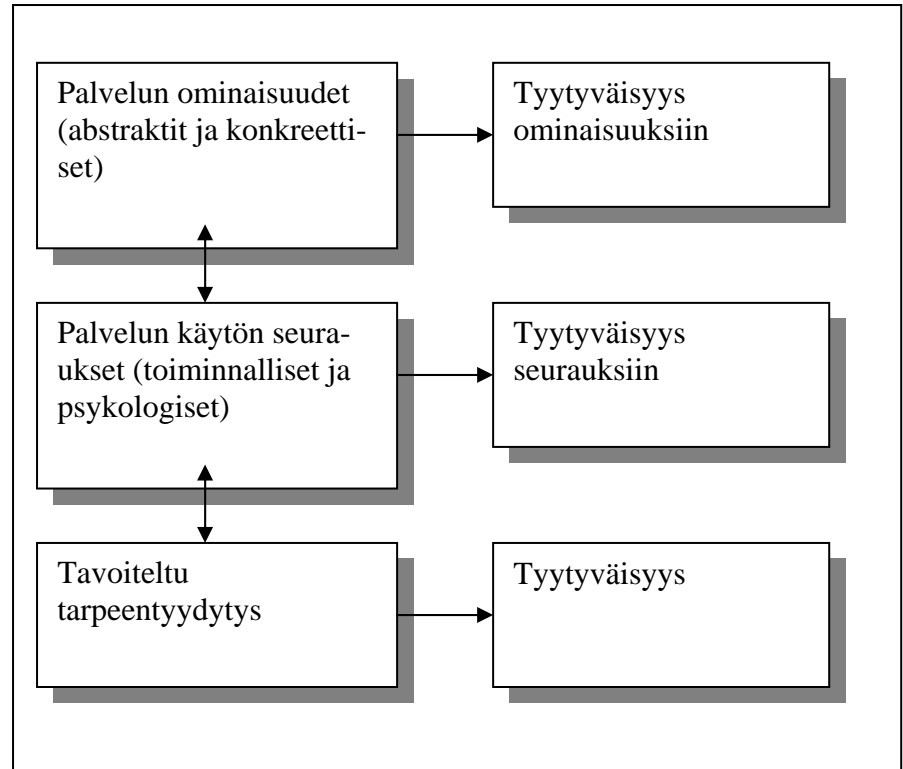 Palvelun ominaisuudet
(abstraktit ja konkreetti-
set)
Tyytyväisyys
ominaisuuksiin
Palvelun käytön seura-
ukset (toiminnalliset ja
psykologiset)
Tyytyväisyys
seurauksiin
Tavoiteltu
tarpeentyydytys
Tyytyväisyys